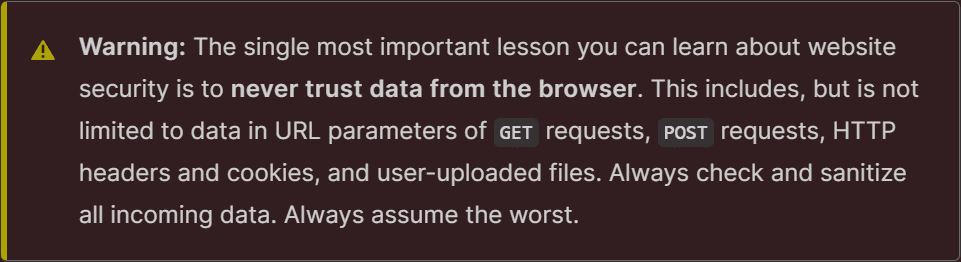 Warning: The single most important lesson you can learn about website
security is to never trust data from the browser. This includes, but is not
limited to data in URL parameters of GET requests, POST requests, HTTP
headers and cookies, and user-uploaded files. Always check and sanitize
all incoming data. Always assume the worst.